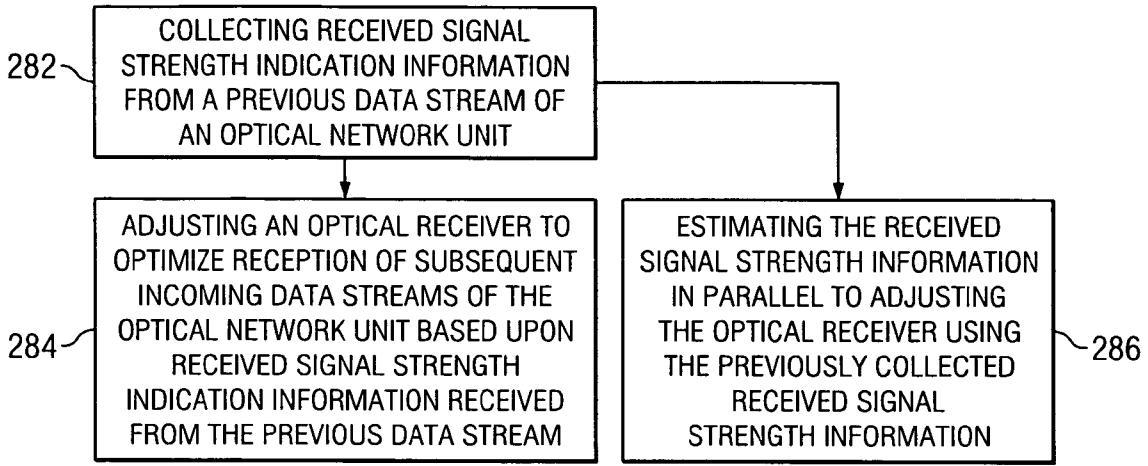 282
COLLECTING RECEIVED SIGNAL
STRENGTH INDICATION INFORMATION
FROM A PREVIOUS DATA STREAM OF
AN OPTICAL NETWORK UNIT
284
ADJUSTING AN OPTICAL RECEIVER TO
OPTIMIZE RECEPTION OF SUBSEQUENT
INCOMING DATA STREAMS OF THE
OPTICAL NETWORK UNIT BASED UPON
RECEIVED SIGNAL STRENGTH
INDICATION INFORMATION RECEIVED
FROM THE PREVIOUS DATA STREAM
ESTIMATING THE RECEIVED
SIGNAL STRENGTH INFORMATION
IN PARALLEL TO ADJUSTING
THE OPTICAL RECEIVER USING
THE PREVIOUSLY COLLECTED
RECEIVED SIGNAL
STRENGTH INFORMATION
286